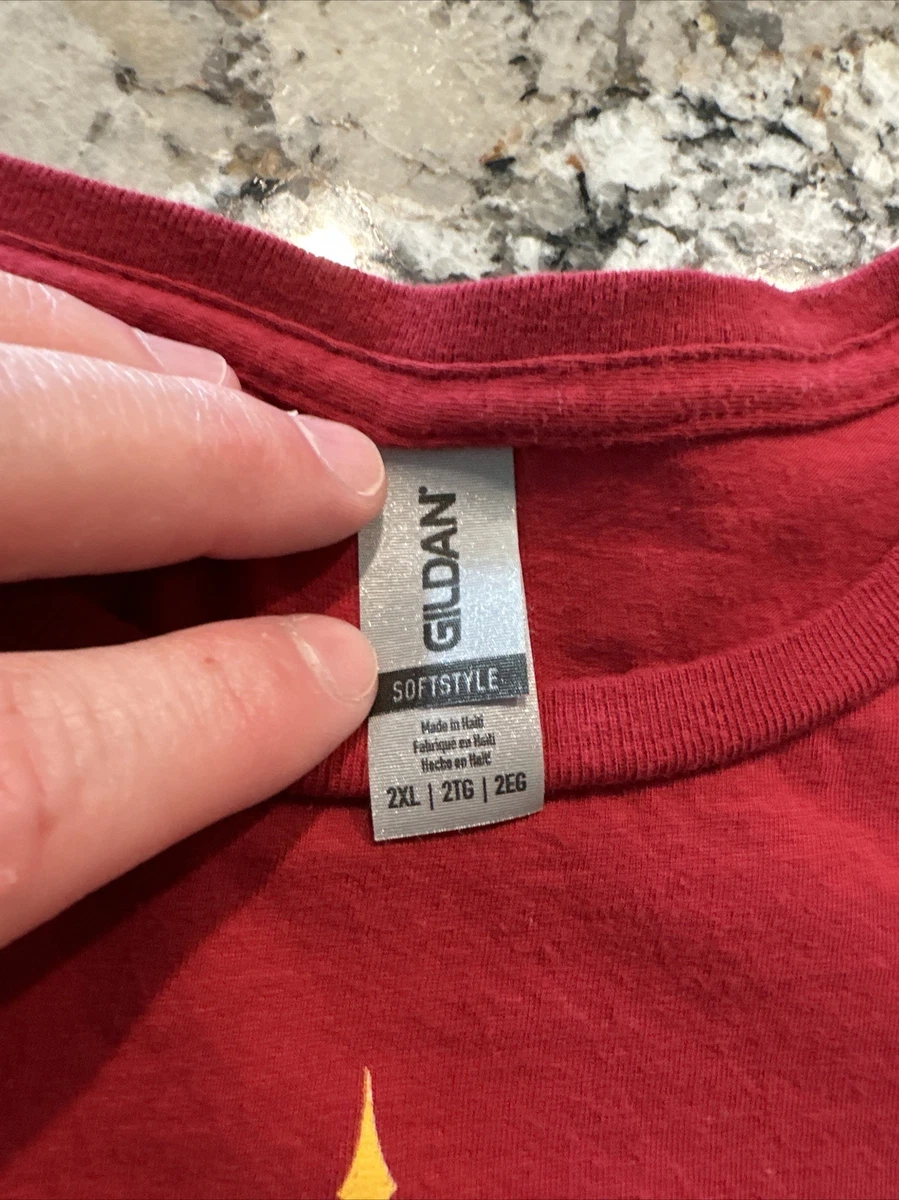 GILDAN®
SOFTSTYLE
Made in Haiti
Fabriqué en Haïti
Hecho en Haití
2XL | 2TG | 2EG